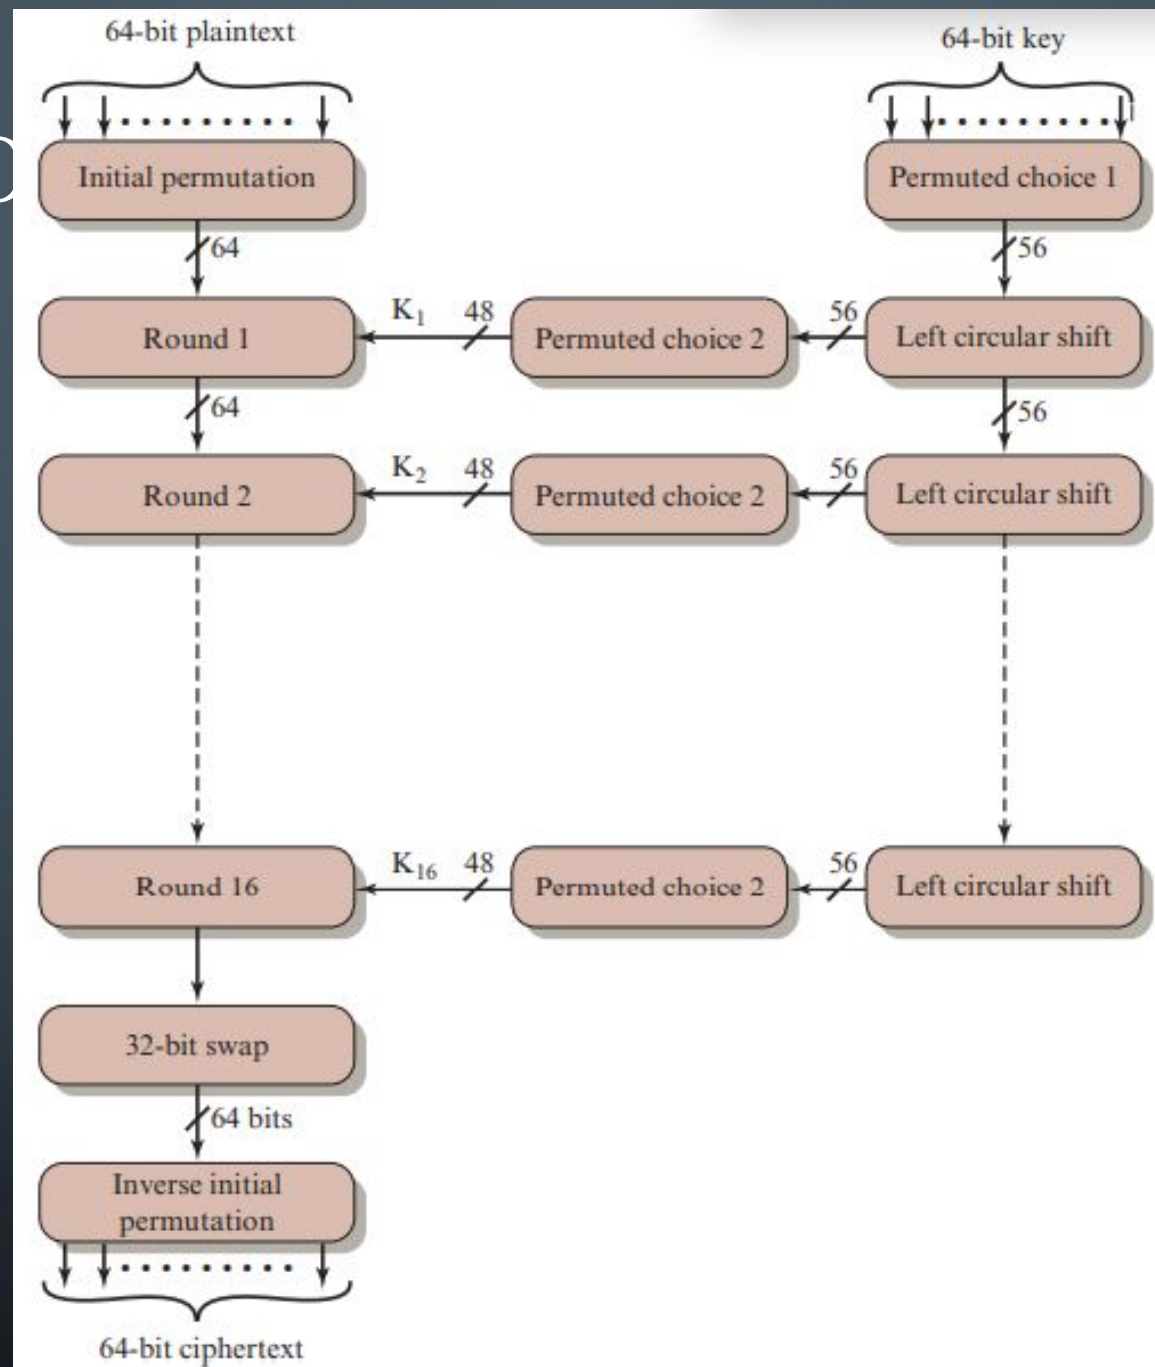 64-bit plaintext
64-bit key
Initial permutation
Permuted choice 1
64
56
Round 1
K1
48
Permuted choice 2
56
Left circular shift
64
56
Round 2
K2
48
Permuted choice 2
56
Left circular shift
Round 16
K16
48
Permuted choice 2
56
Left circular shift
32-bit swap
64 bits
Inverse initial
permutation
64-bit ciphertext